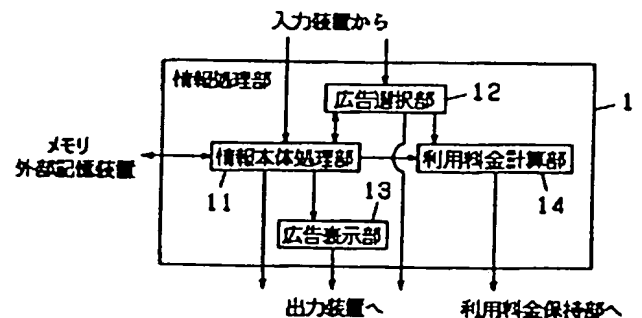 入力装置から
情報処理部
広告選択部
12
1
メモリ
外部記憶装置
情報本体処理部
利用料金計算部
11
13
14
広告表示部
出力装置へ
利用料金保持部へ